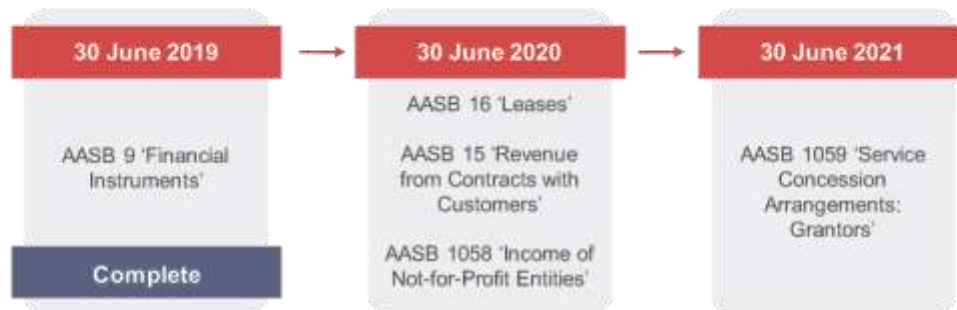 30 June 2019
30 June 2020
30 June 2021
AASB 9 ‘Financial
Instruments’
Complete
AASB 16 ‘Leases’
AASB 15 ‘Revenue
from Contracts with
Customers’
AASB 1058 ‘Income of
Not-for-Profit Entities’
AASB 1059 ‘Service
Concession
Arrangements:
Grantors’